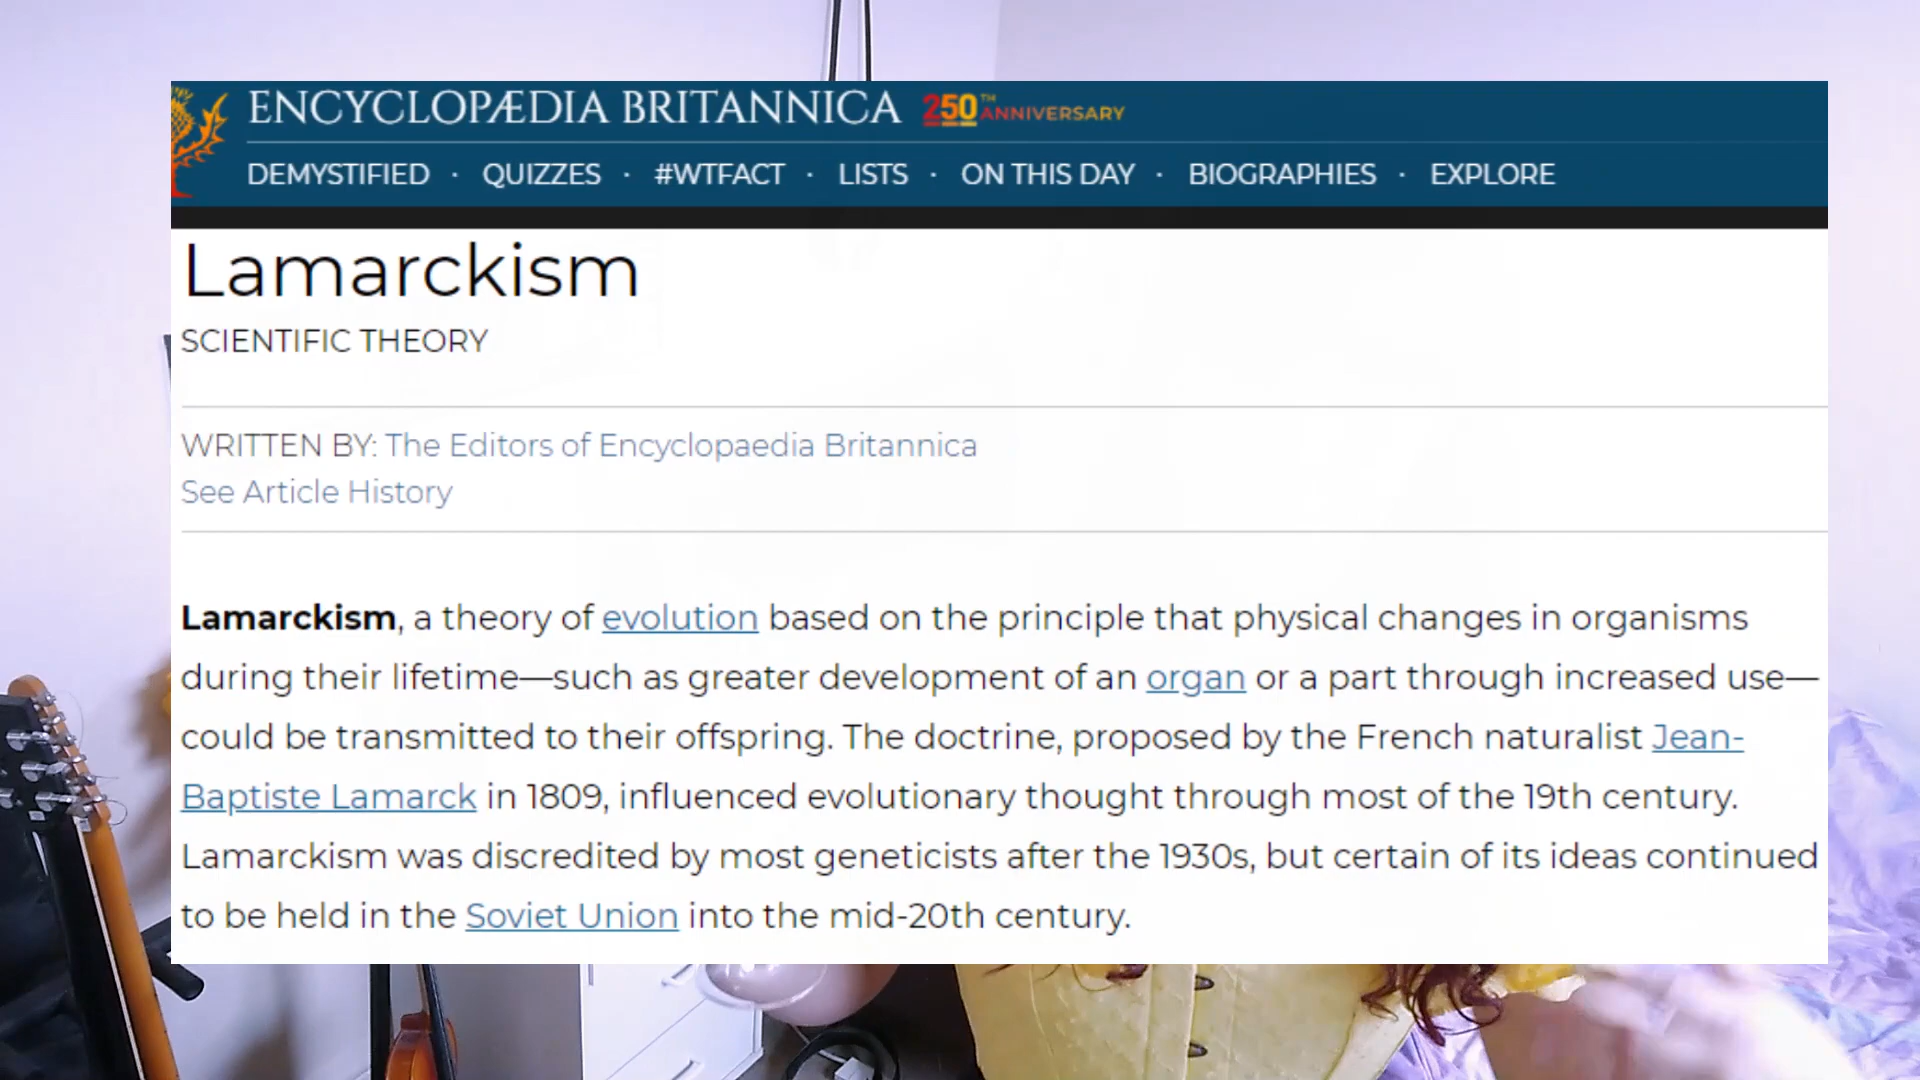 ENCYCLOPÆDIA BRITANNICA 250TH ANNIVERSARY
DEMYSTIFIED · QUIZZES · #WTFACT · LISTS · ON THIS DAY · BIOGRAPHIES · EXPLORE
Lamarckism
SCIENTIFIC THEORY
WRITTEN BY: The Editors of Encyclopaedia Britannica
See Article History
Lamarckism, a theory of evolution based on the principle that physical changes in organisms
during their lifetime—such as greater development of an organ or a part through increased use—
could be transmitted to their offspring. The doctrine, proposed by the French naturalist Jean-
Baptiste Lamarck in 1809, influenced evolutionary thought through most of the 19th century.
Lamarckism was discredited by most geneticists after the 1930s, but certain of its ideas continued
to be held in the Soviet Union into the mid-20th century.